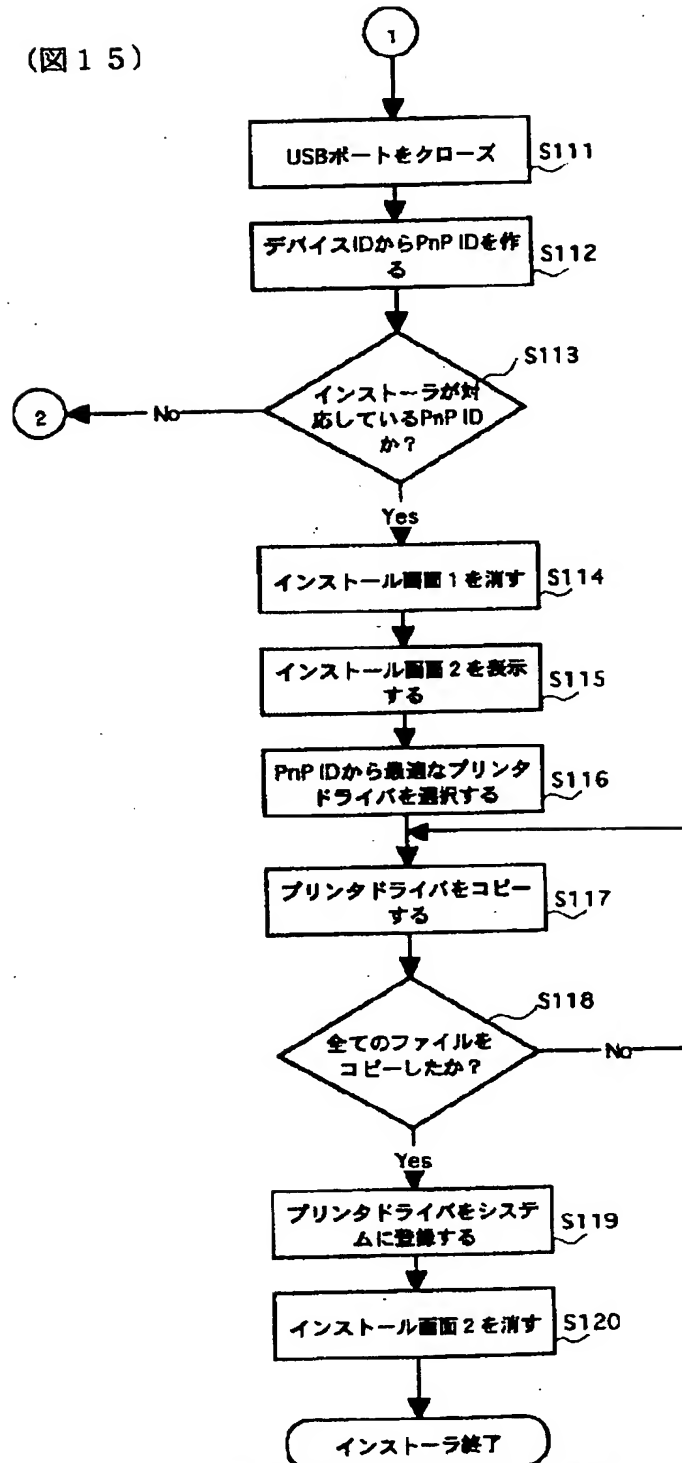 (図15)
1
USBポートをクローズ
S111
デバイスIDからPnP IDを作
る
S112
S113
インストーラが対
応しているPnP ID
か?
No
2
Yes
インストール画面1を消す
S114
インストール画面2を表示
する
S115
PnP IDから最適なプリンタ
ドライバを選択する
S116
プリンタドライバをコピー
する
S117
S118
全てのファイルを
コピーしたか?
No
Yes
プリンタドライバをシステ
ムに登録する
S119
インストール画面2を消す
S120
インストーラ終了